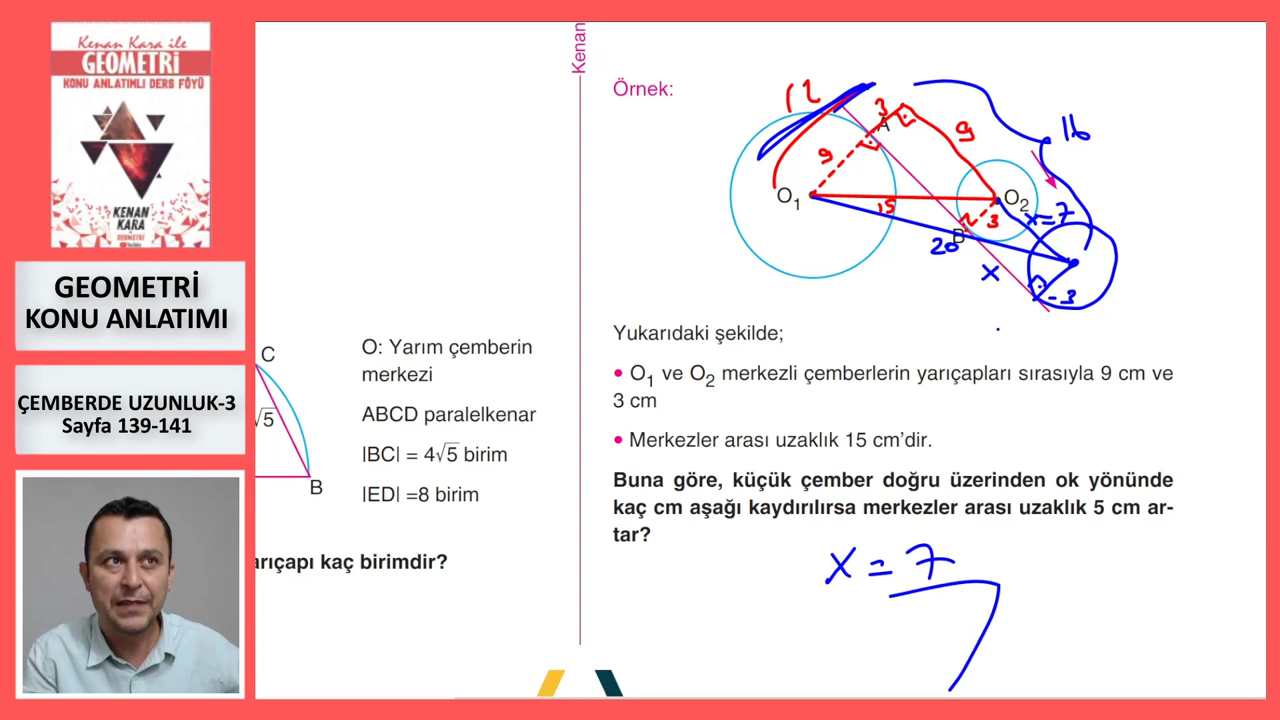 Kenan Kara ile
GEOMETRİ
KONU ANLATIMLI DERS FÖYÜ
KENAN
KARA
GEOMETRİ
GEOMETRİ
KONU ANLATIMI
ÇEMBERDE UZUNLUK-3
Sayfa 139-141
C
√5
B
O: Yarım çemberin
merkezi
ABCD paralelkenar
|BC| = 4√5 birim
|ED| =8 birim
arıçapı kaç birimdir?
Kenan
Örnek:
12
3
A
9
9
16
O1
15
O2
x=7
3
B
20
x
3
Yukarıdaki şekilde;
• O1 ve O2 merkezli çemberlerin yarıçapları sırasıyla 9 cm ve
3 cm
• Merkezler arası uzaklık 15 cm’dir.
Buna göre, küçük çember doğru üzerinden ok yönünde
kaç cm aşağı kaydırılırsa merkezler arası uzaklık 5 cm ar-
tar?
x = 7